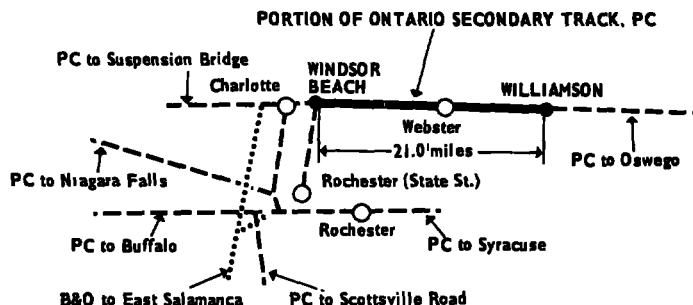 PORTION OF ONTARIO SECONDARY TRACK, PC
PC to Suspension Bridge
Charlotte
WINDSOR
BEACH
WILLIAMSON
Webster
21.0 miles
PC to Oswego
PC to Niagara Falls
Rochester (State St.)
PC to Buffalo
Rochester
PC to Syracuse
B&O to East Salamanca
PC to Scottsville Road